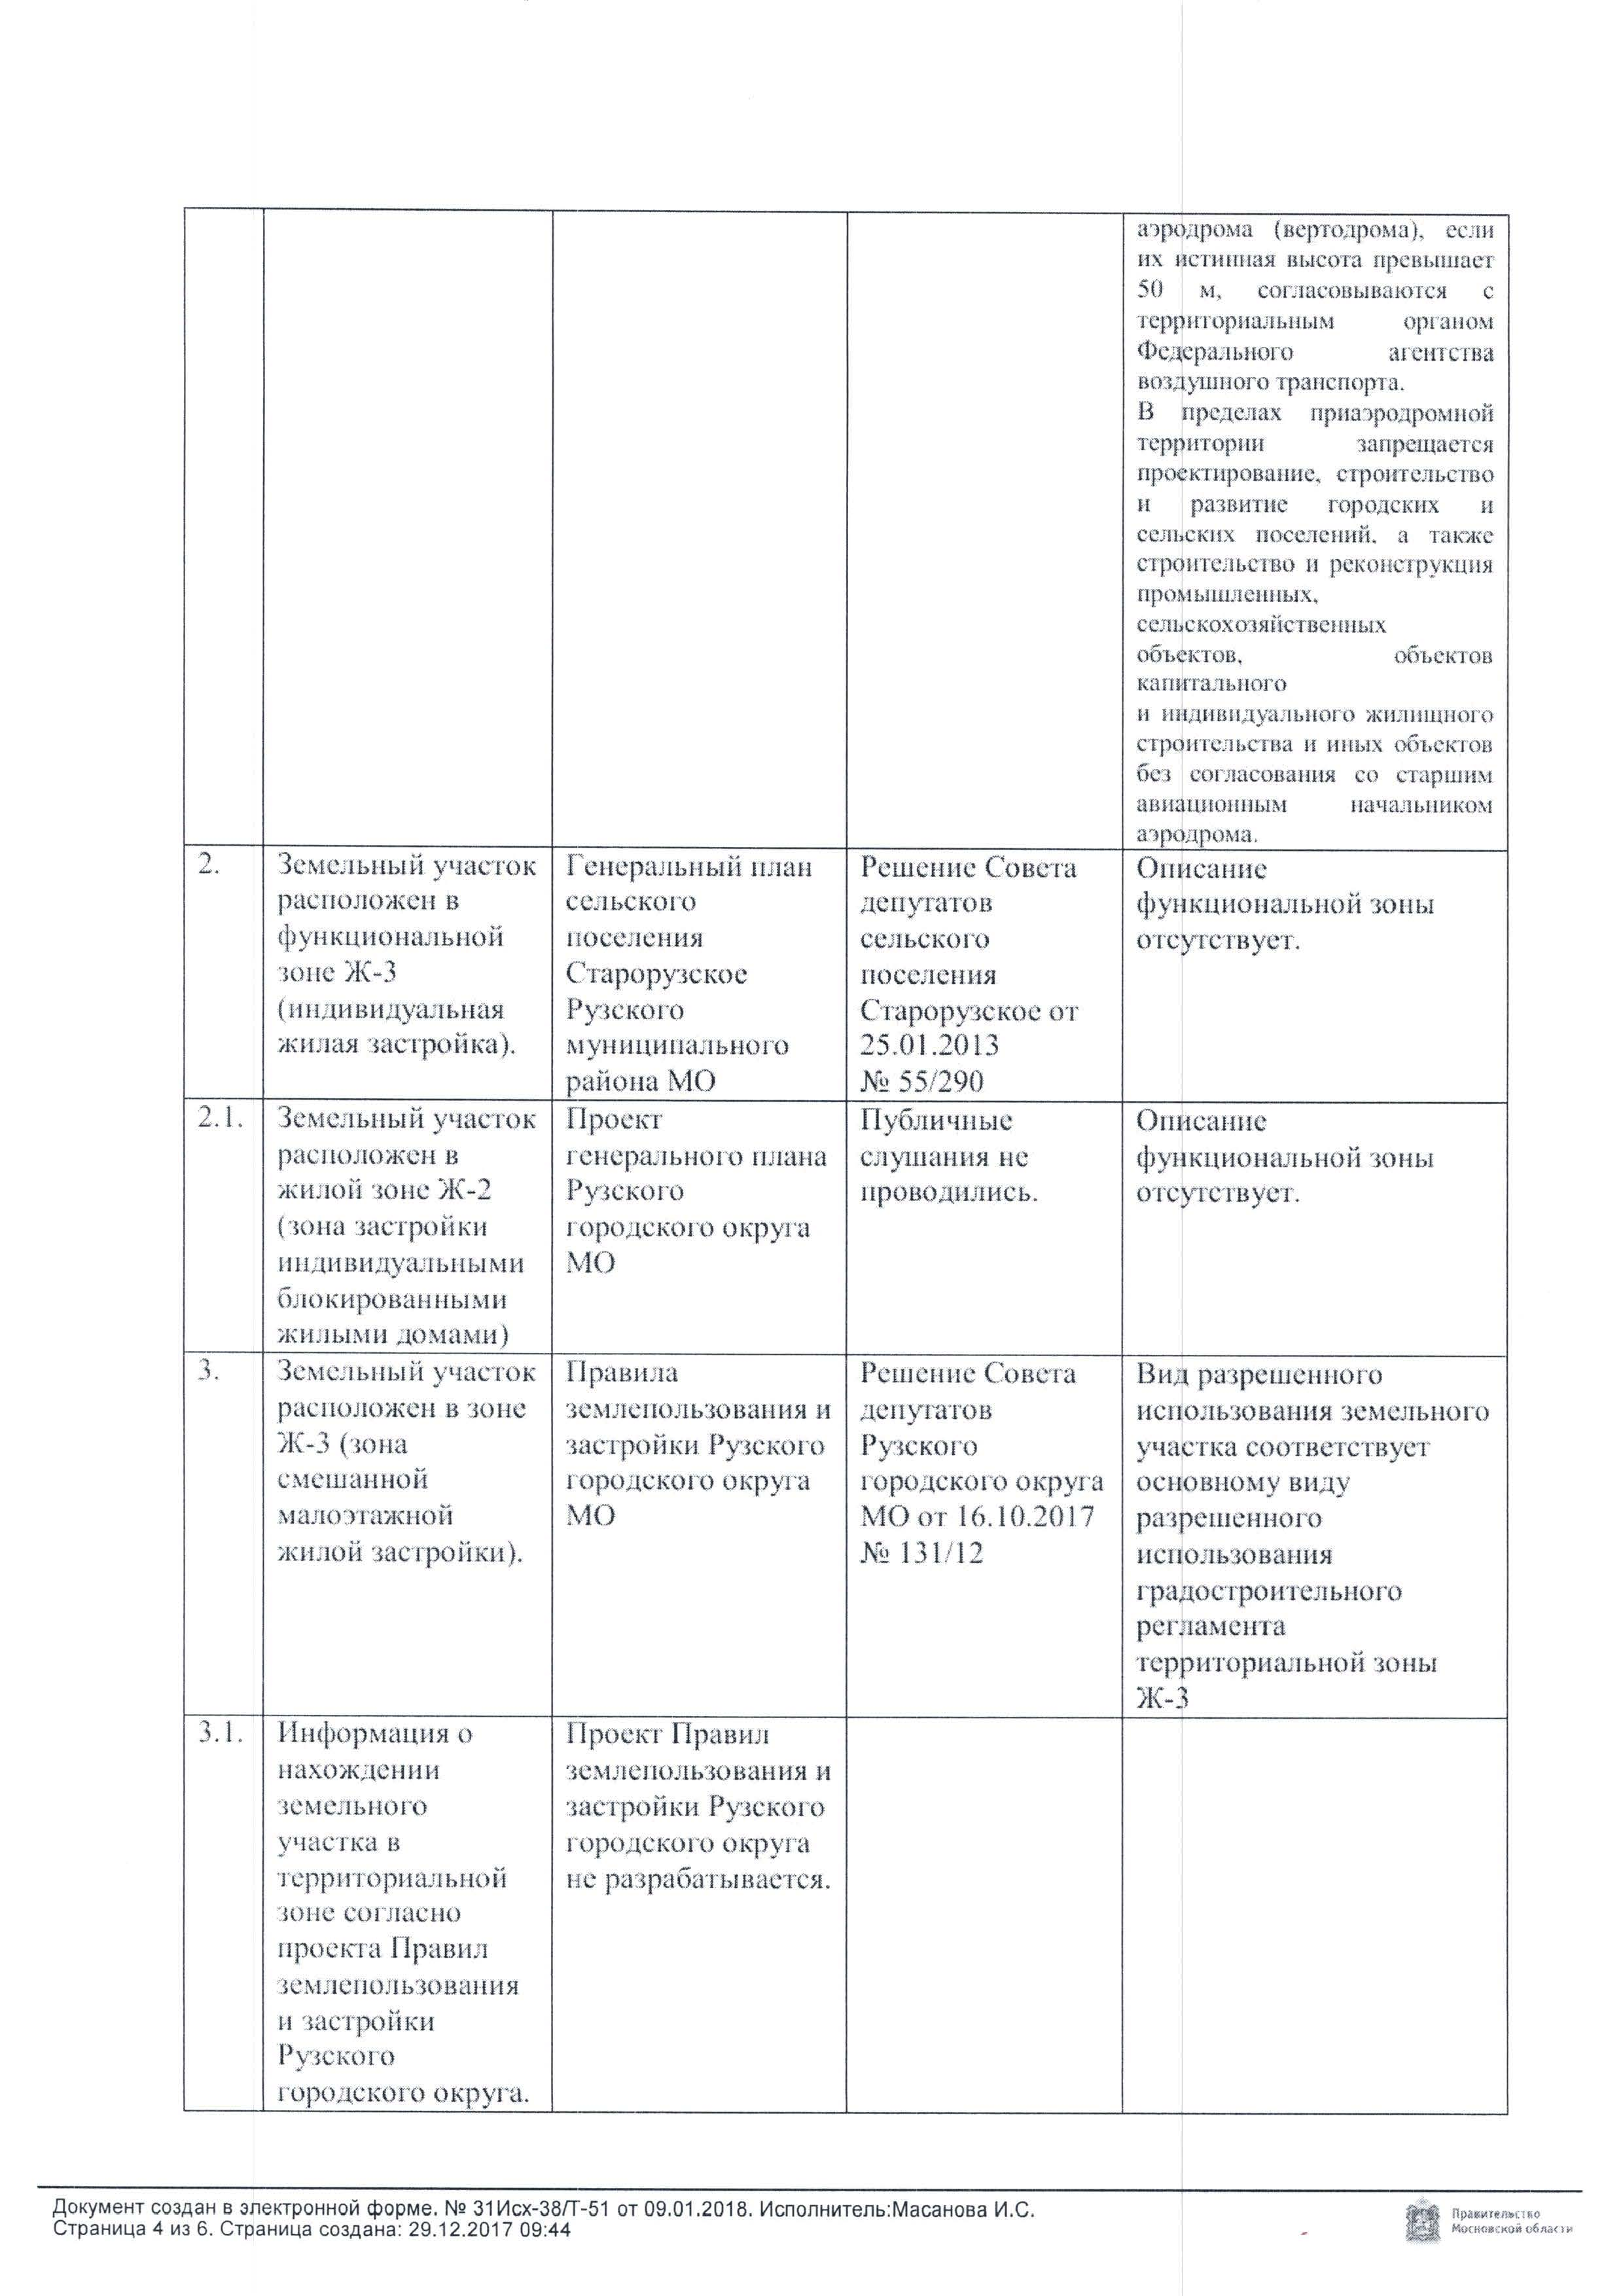 аэродрома (вертодрома), если
их истинная высота превышает
50 м, согласовываются с
территориальным органом
Федерального агентства
воздушного транспорта.
В пределах приаэродромной
территории запрещается
проектирование, строительство
и развитие городских и
сельских поселений, а также
строительство и реконструкция
промышленных,
сельскохозяйственных
объектов, объектов
капитального
и индивидуального жилищного
строительства и иных объектов
без согласования со старшим
авиационным начальником
аэродрома.
2.
Земельный участок
расположен в
функциональной
зоне Ж-3
(индивидуальная
жилая застройка).
Генеральный план
сельского
поселения
Старорузское
Рузского
муниципального
района МО
Решение Совета
депутатов
сельского
поселения
Старорузское от
25.01.2013
№ 55/290
Описание
функциональной зоны
отсутствует.
2.1.
Земельный участок
расположен в
жилой зоне Ж-2
(зона застройки
индивидуальными
блокированными
жилыми домами)
Проект
генерального плана
Рузского
городского округа
МО
Публичные
слушания не
проводились.
Описание
функциональной зоны
отсутствует.
3.
Земельный участок
расположен в зоне
Ж-3 (зона
смешанной
малоэтажной
жилой застройки).
Правила
землепользования и
застройки Рузского
городского округа
МО
Решение Совета
депутатов
Рузского
городского округа
МО от 16.10.2017
№ 131/12
Вид разрешенного
использования земельного
участка соответствует
основному виду
разрешенного
использования
градостроительного
регламента
территориальной зоны
Ж-3
3.1.
Информация о
нахождении
земельного
участка в
территориальной
зоне согласно
проекта Правил
землепользования
и застройки
Рузского
городского округа.
Проект Правил
землепользования и
застройки Рузского
городского округа
не разрабатывается.
Документ создан в электронной форме. № 31Исх-38/Т-51 от 09.01.2018. Исполнитель:Масанова И.С.
Страница 4 из 6. Страница создана: 29.12.2017 09:44
Правительство
Московской области